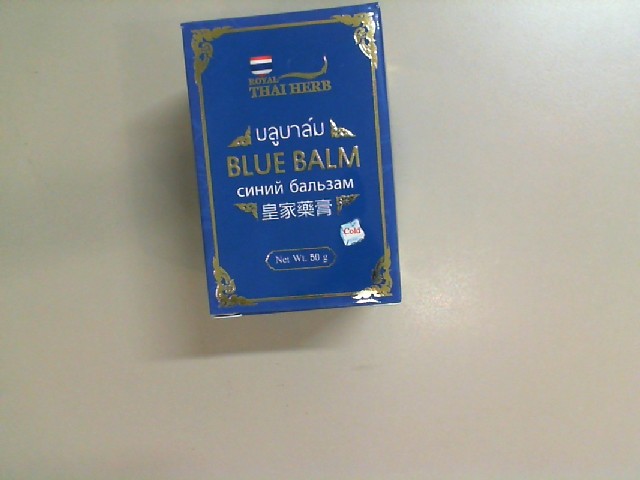 ROYAL
THAI HERB
บลูบาล์ม
BLUE BALM
синий бальзам
皇家藥膏
Cold
Net Wt. 50 g